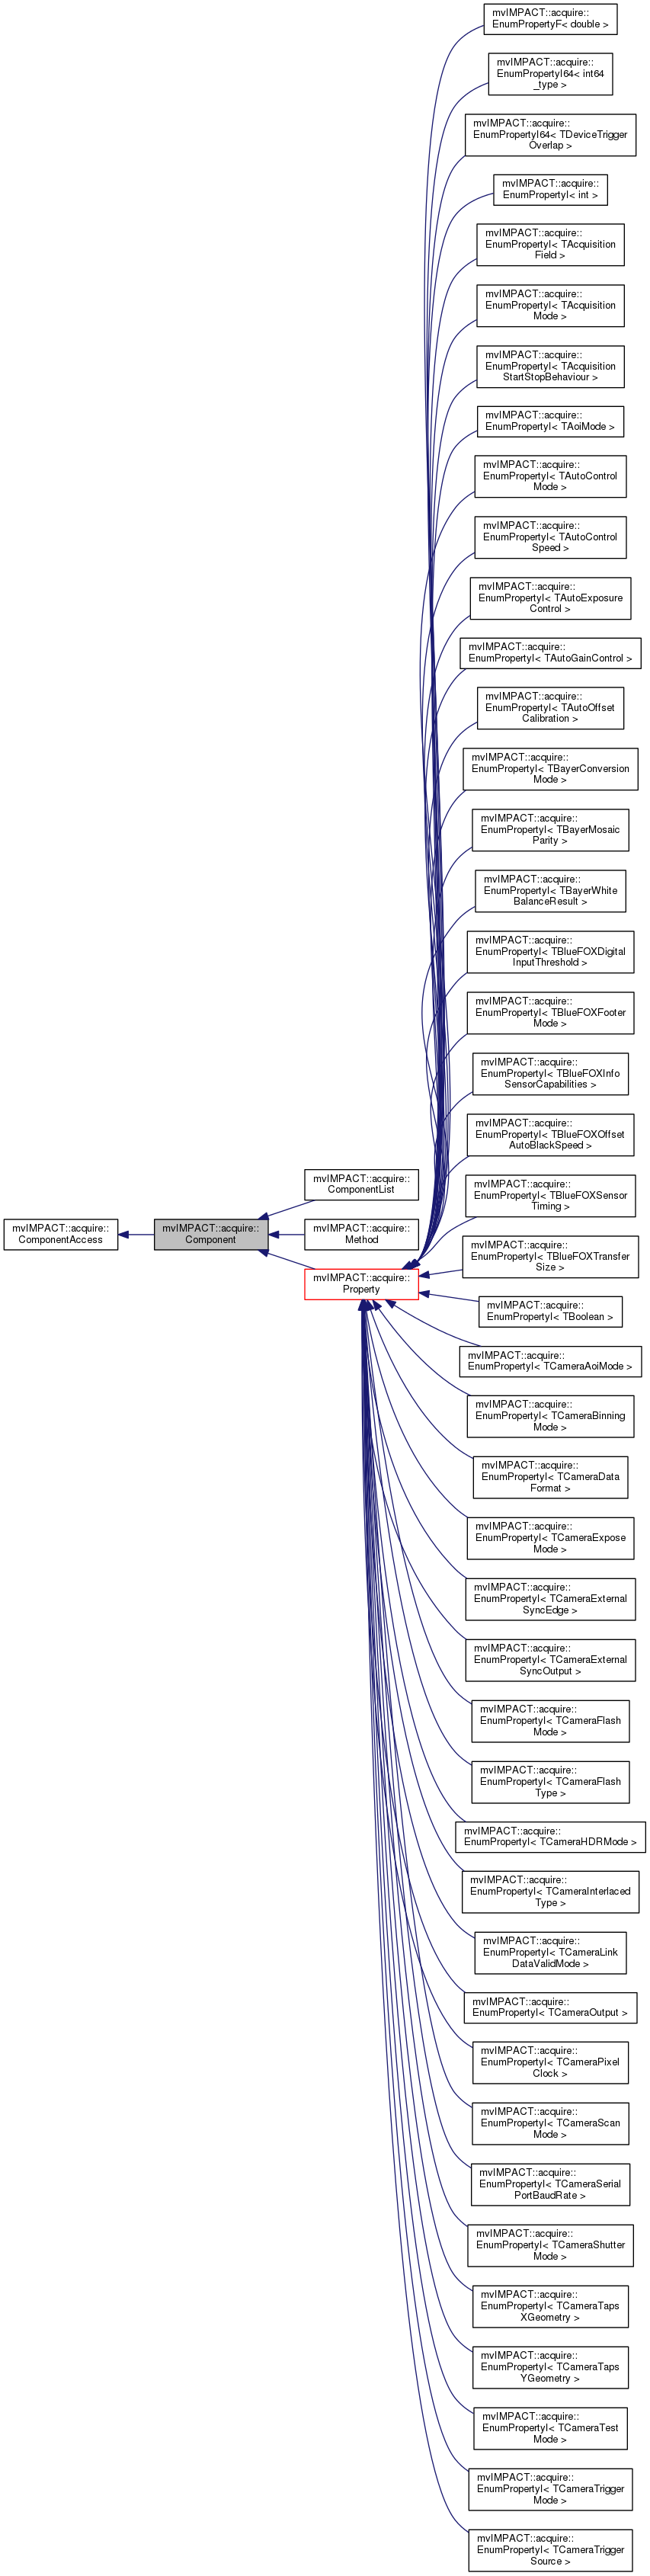 mvIMPACT::acquire::
EnumPropertyF< double >
mvIMPACT::acquire::
EnumPropertyI64< int64
_type >
mvIMPACT::acquire::
EnumPropertyI64< TDeviceTrigger
Overlap >
mvIMPACT::acquire::
EnumPropertyI< int >
mvIMPACT::acquire::
EnumPropertyI< TAcquisition
Field >
mvIMPACT::acquire::
EnumPropertyI< TAcquisition
Mode >
mvIMPACT::acquire::
EnumPropertyI< TAcquisition
StartStopBehaviour >
mvIMPACT::acquire::
EnumPropertyI< TAoiMode >
mvIMPACT::acquire::
EnumPropertyI< TAutoControl
Mode >
mvIMPACT::acquire::
EnumPropertyI< TAutoControl
Speed >
mvIMPACT::acquire::
EnumPropertyI< TAutoExposure
Control >
mvIMPACT::acquire::
EnumPropertyI< TAutoGainControl >
mvIMPACT::acquire::
EnumPropertyI< TAutoOffset
Calibration >
mvIMPACT::acquire::
EnumPropertyI< TBayerConversion
Mode >
mvIMPACT::acquire::
EnumPropertyI< TBayerMosaic
Parity >
mvIMPACT::acquire::
EnumPropertyI< TBayerWhite
BalanceResult >
mvIMPACT::acquire::
EnumPropertyI< TBlueFOXDigital
InputThreshold >
mvIMPACT::acquire::
EnumPropertyI< TBlueFOXFooter
Mode >
mvIMPACT::acquire::
EnumPropertyI< TBlueFOXInfo
SensorCapabilities >
mvIMPACT::acquire::
EnumPropertyI< TBlueFOXOffset
AutoBlackSpeed >
mvIMPACT::acquire::
ComponentList
mvIMPACT::acquire::
EnumPropertyI< TBlueFOXSensor
Timing >
mvIMPACT::acquire::
ComponentAccess
mvIMPACT::acquire::
Component
mvIMPACT::acquire::
Method
mvIMPACT::acquire::
EnumPropertyI< TBlueFOXTransfer
Size >
mvIMPACT::acquire::
Property
mvIMPACT::acquire::
EnumPropertyI< TBoolean >
mvIMPACT::acquire::
EnumPropertyI< TCameraAoiMode >
mvIMPACT::acquire::
EnumPropertyI< TCameraBinning
Mode >
mvIMPACT::acquire::
EnumPropertyI< TCameraData
Format >
mvIMPACT::acquire::
EnumPropertyI< TCameraExpose
Mode >
mvIMPACT::acquire::
EnumPropertyI< TCameraExternal
SyncEdge >
mvIMPACT::acquire::
EnumPropertyI< TCameraExternal
SyncOutput >
mvIMPACT::acquire::
EnumPropertyI< TCameraFlash
Mode >
mvIMPACT::acquire::
EnumPropertyI< TCameraFlash
Type >
mvIMPACT::acquire::
EnumPropertyI< TCameraHDRMode >
mvIMPACT::acquire::
EnumPropertyI< TCameraInterlaced
Type >
mvIMPACT::acquire::
EnumPropertyI< TCameraLink
DataValidMode >
mvIMPACT::acquire::
EnumPropertyI< TCameraOutput >
mvIMPACT::acquire::
EnumPropertyI< TCameraPixel
Clock >
mvIMPACT::acquire::
EnumPropertyI< TCameraScan
Mode >
mvIMPACT::acquire::
EnumPropertyI< TCameraSerial
PortBaudRate >
mvIMPACT::acquire::
EnumPropertyI< TCameraShutter
Mode >
mvIMPACT::acquire::
EnumPropertyI< TCameraTaps
XGeometry >
mvIMPACT::acquire::
EnumPropertyI< TCameraTaps
YGeometry >
mvIMPACT::acquire::
EnumPropertyI< TCameraTest
Mode >
mvIMPACT::acquire::
EnumPropertyI< TCameraTrigger
Mode >
mvIMPACT::acquire::
EnumPropertyI< TCameraTrigger
Source >